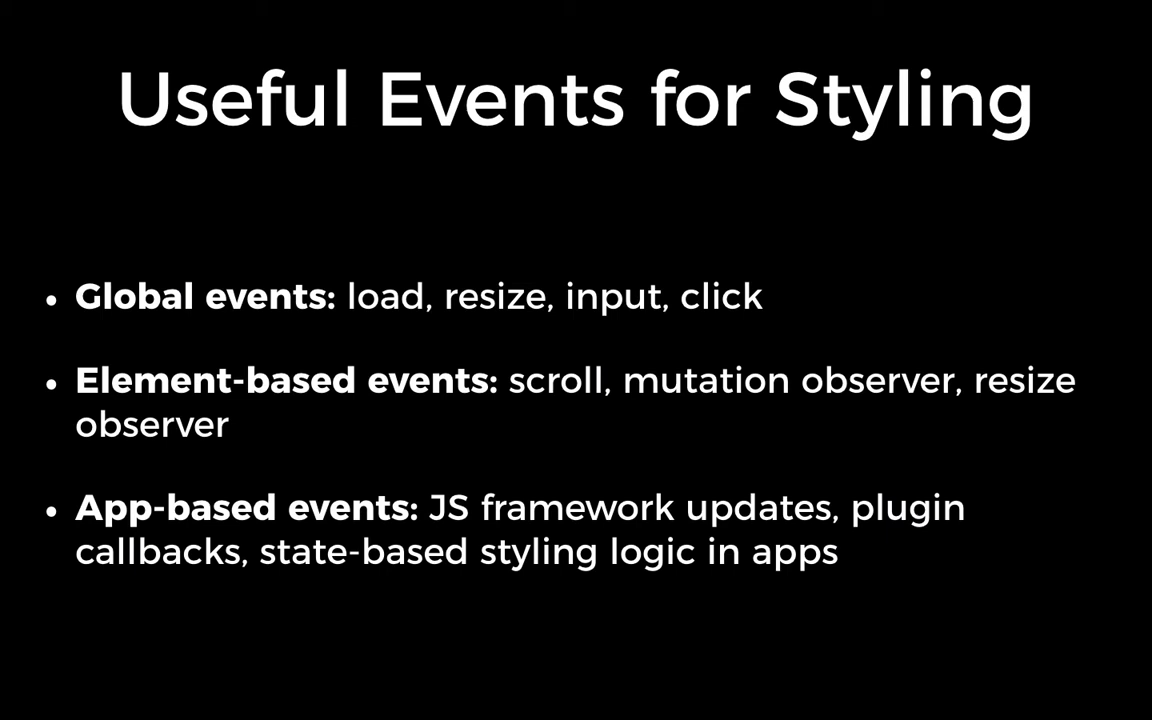 Useful Events for Styling
• Global events: load, resize, input, click
• Element-based events: scroll, mutation observer, resize
observer
• App-based events: JS framework updates, plugin
callbacks, state-based styling logic in apps